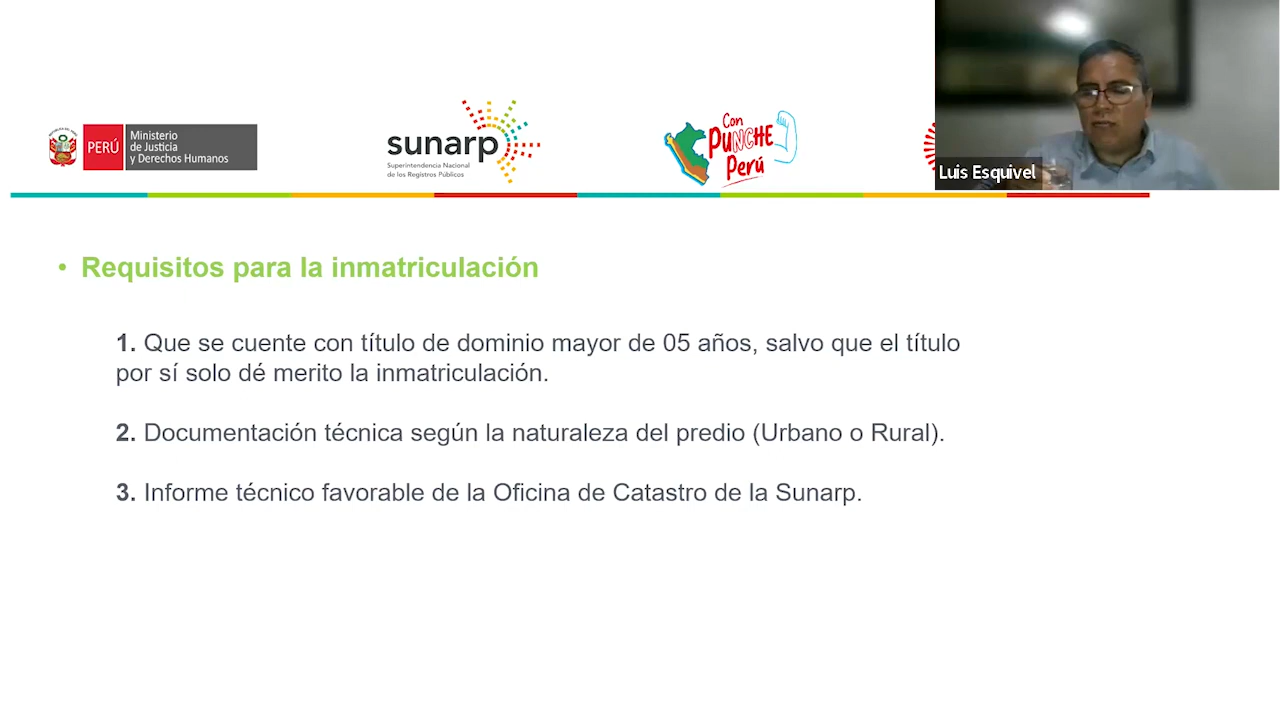 PERÚ
Ministerio
de Justicia
y Derechos Humanos
sunarp
Superintendencia Nacional
de los Registros Públicos
Con
PUNCHE
Perú
Luis Esquivel
• Requisitos para la inmatriculación
1. Que se cuente con título de dominio mayor de 05 años, salvo que el título
por sí solo dé merito la inmatriculación.
2. Documentación técnica según la naturaleza del predio (Urbano o Rural).
3. Informe técnico favorable de la Oficina de Catastro de la Sunarp.